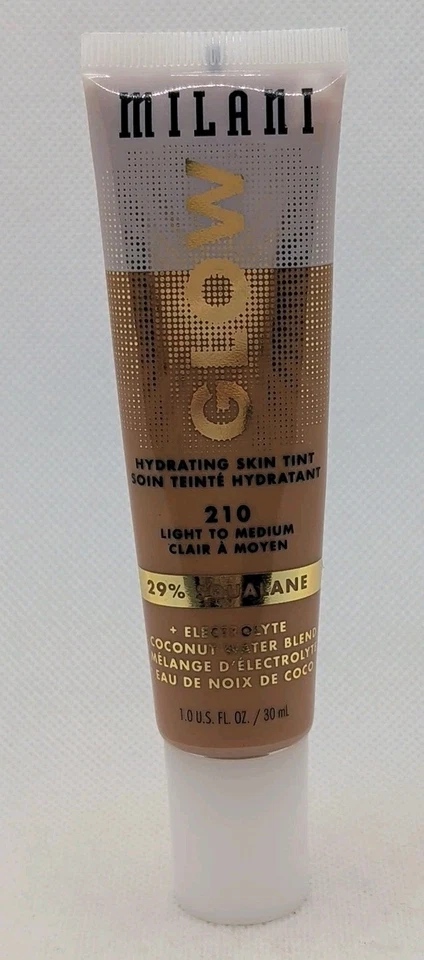 MILANI
GLOW
HYDRATING SKIN TINT
SOIN TEINTÉ HYDRATANT
210
LIGHT TO MEDIUM
CLAIR À MOYEN
29% SQUALANE
+ ELECTROLYTE
COCONUT WATER BLEND
MÉLANGE D'ÉLECTROLYTE
EAU DE NOIX DE COCO
1.0 U.S. FL. OZ. / 30 mL